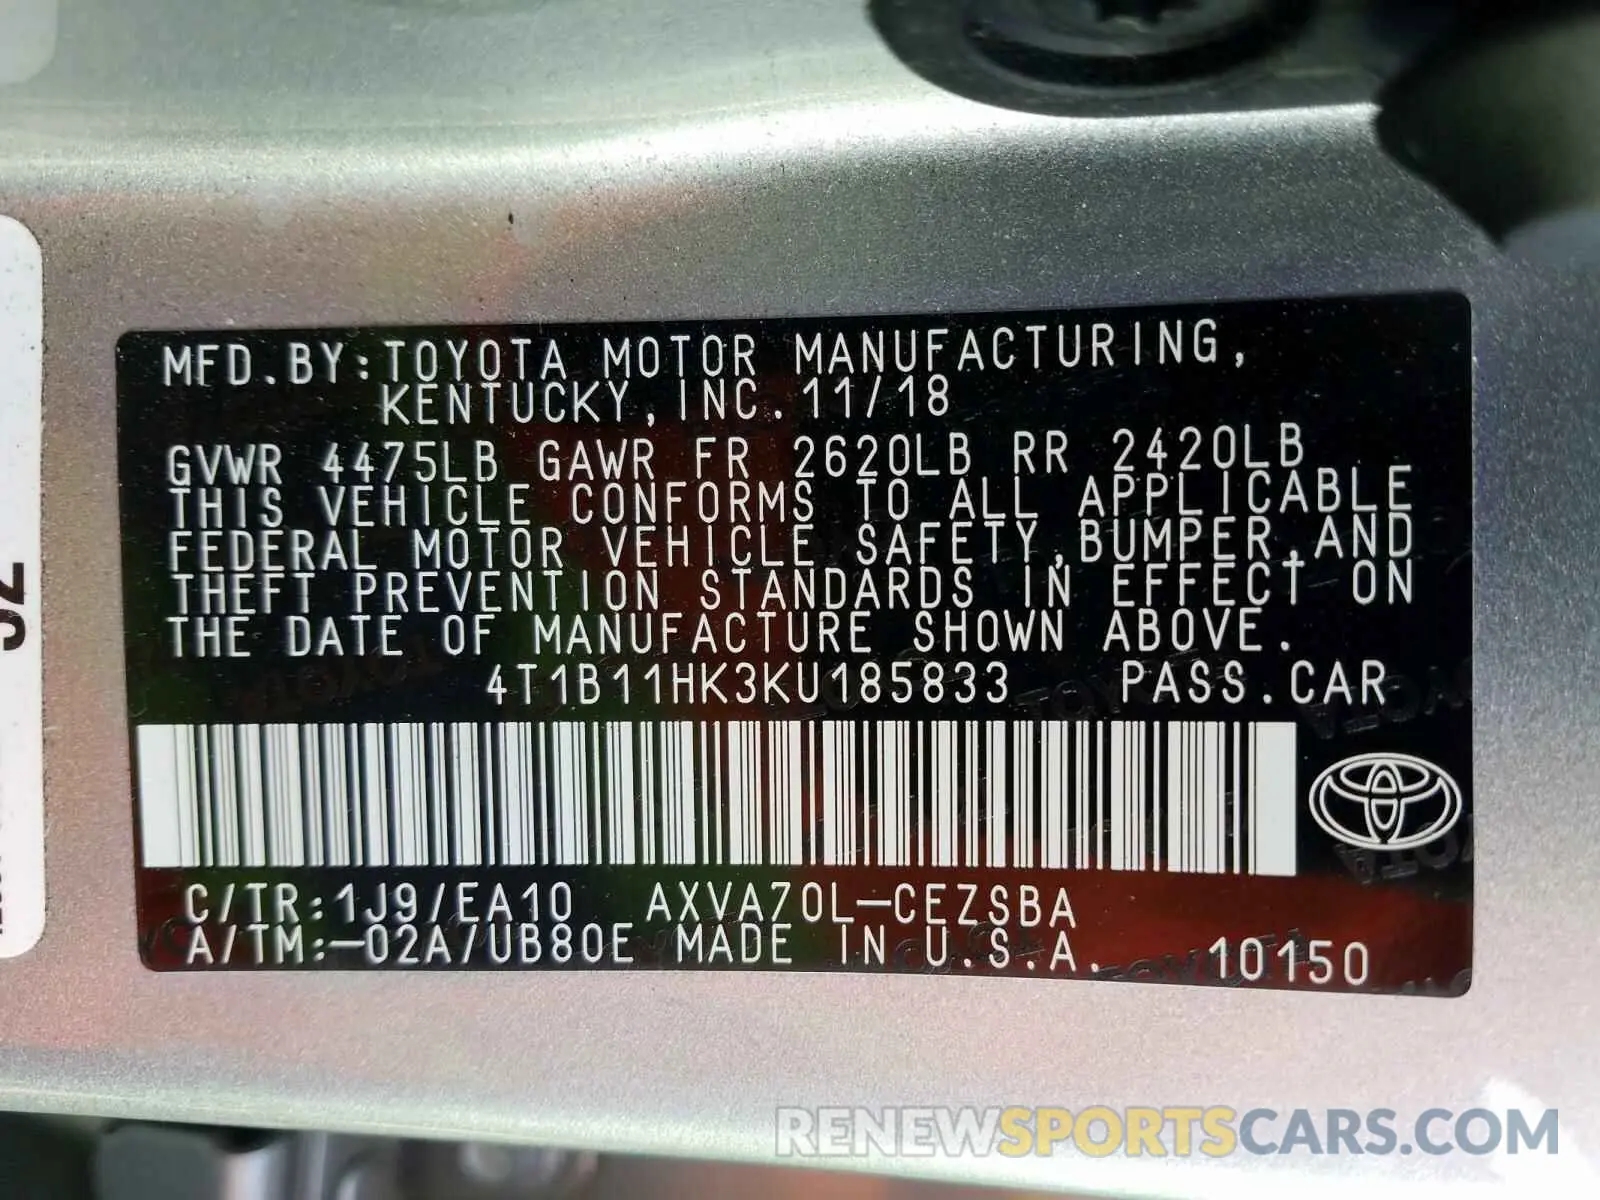 MFD.BY:TOYOTA MOTOR MANUFACTURING,
KENTUCKY,INC.11/18
GVWR 4475LB GAWR FR 2620LB RR 2420LB
THIS VEHICLE CONFORMS TO ALL APPLICABLE
FEDERAL MOTOR VEHICLE SAFETY,BUMPER,AND
THEFT PREVENTION STANDARDS IN EFFECT ON
THE DATE OF MANUFACTURE SHOWN ABOVE.
4T1B11HK3KU185833 PASS.CAR
C/TR:1J9/EA10 AXVA70L-CEZSBA
A/TM:-02A/UB80E MADE IN U.S.A. 10150
RENEWSPORTSCARS.COM